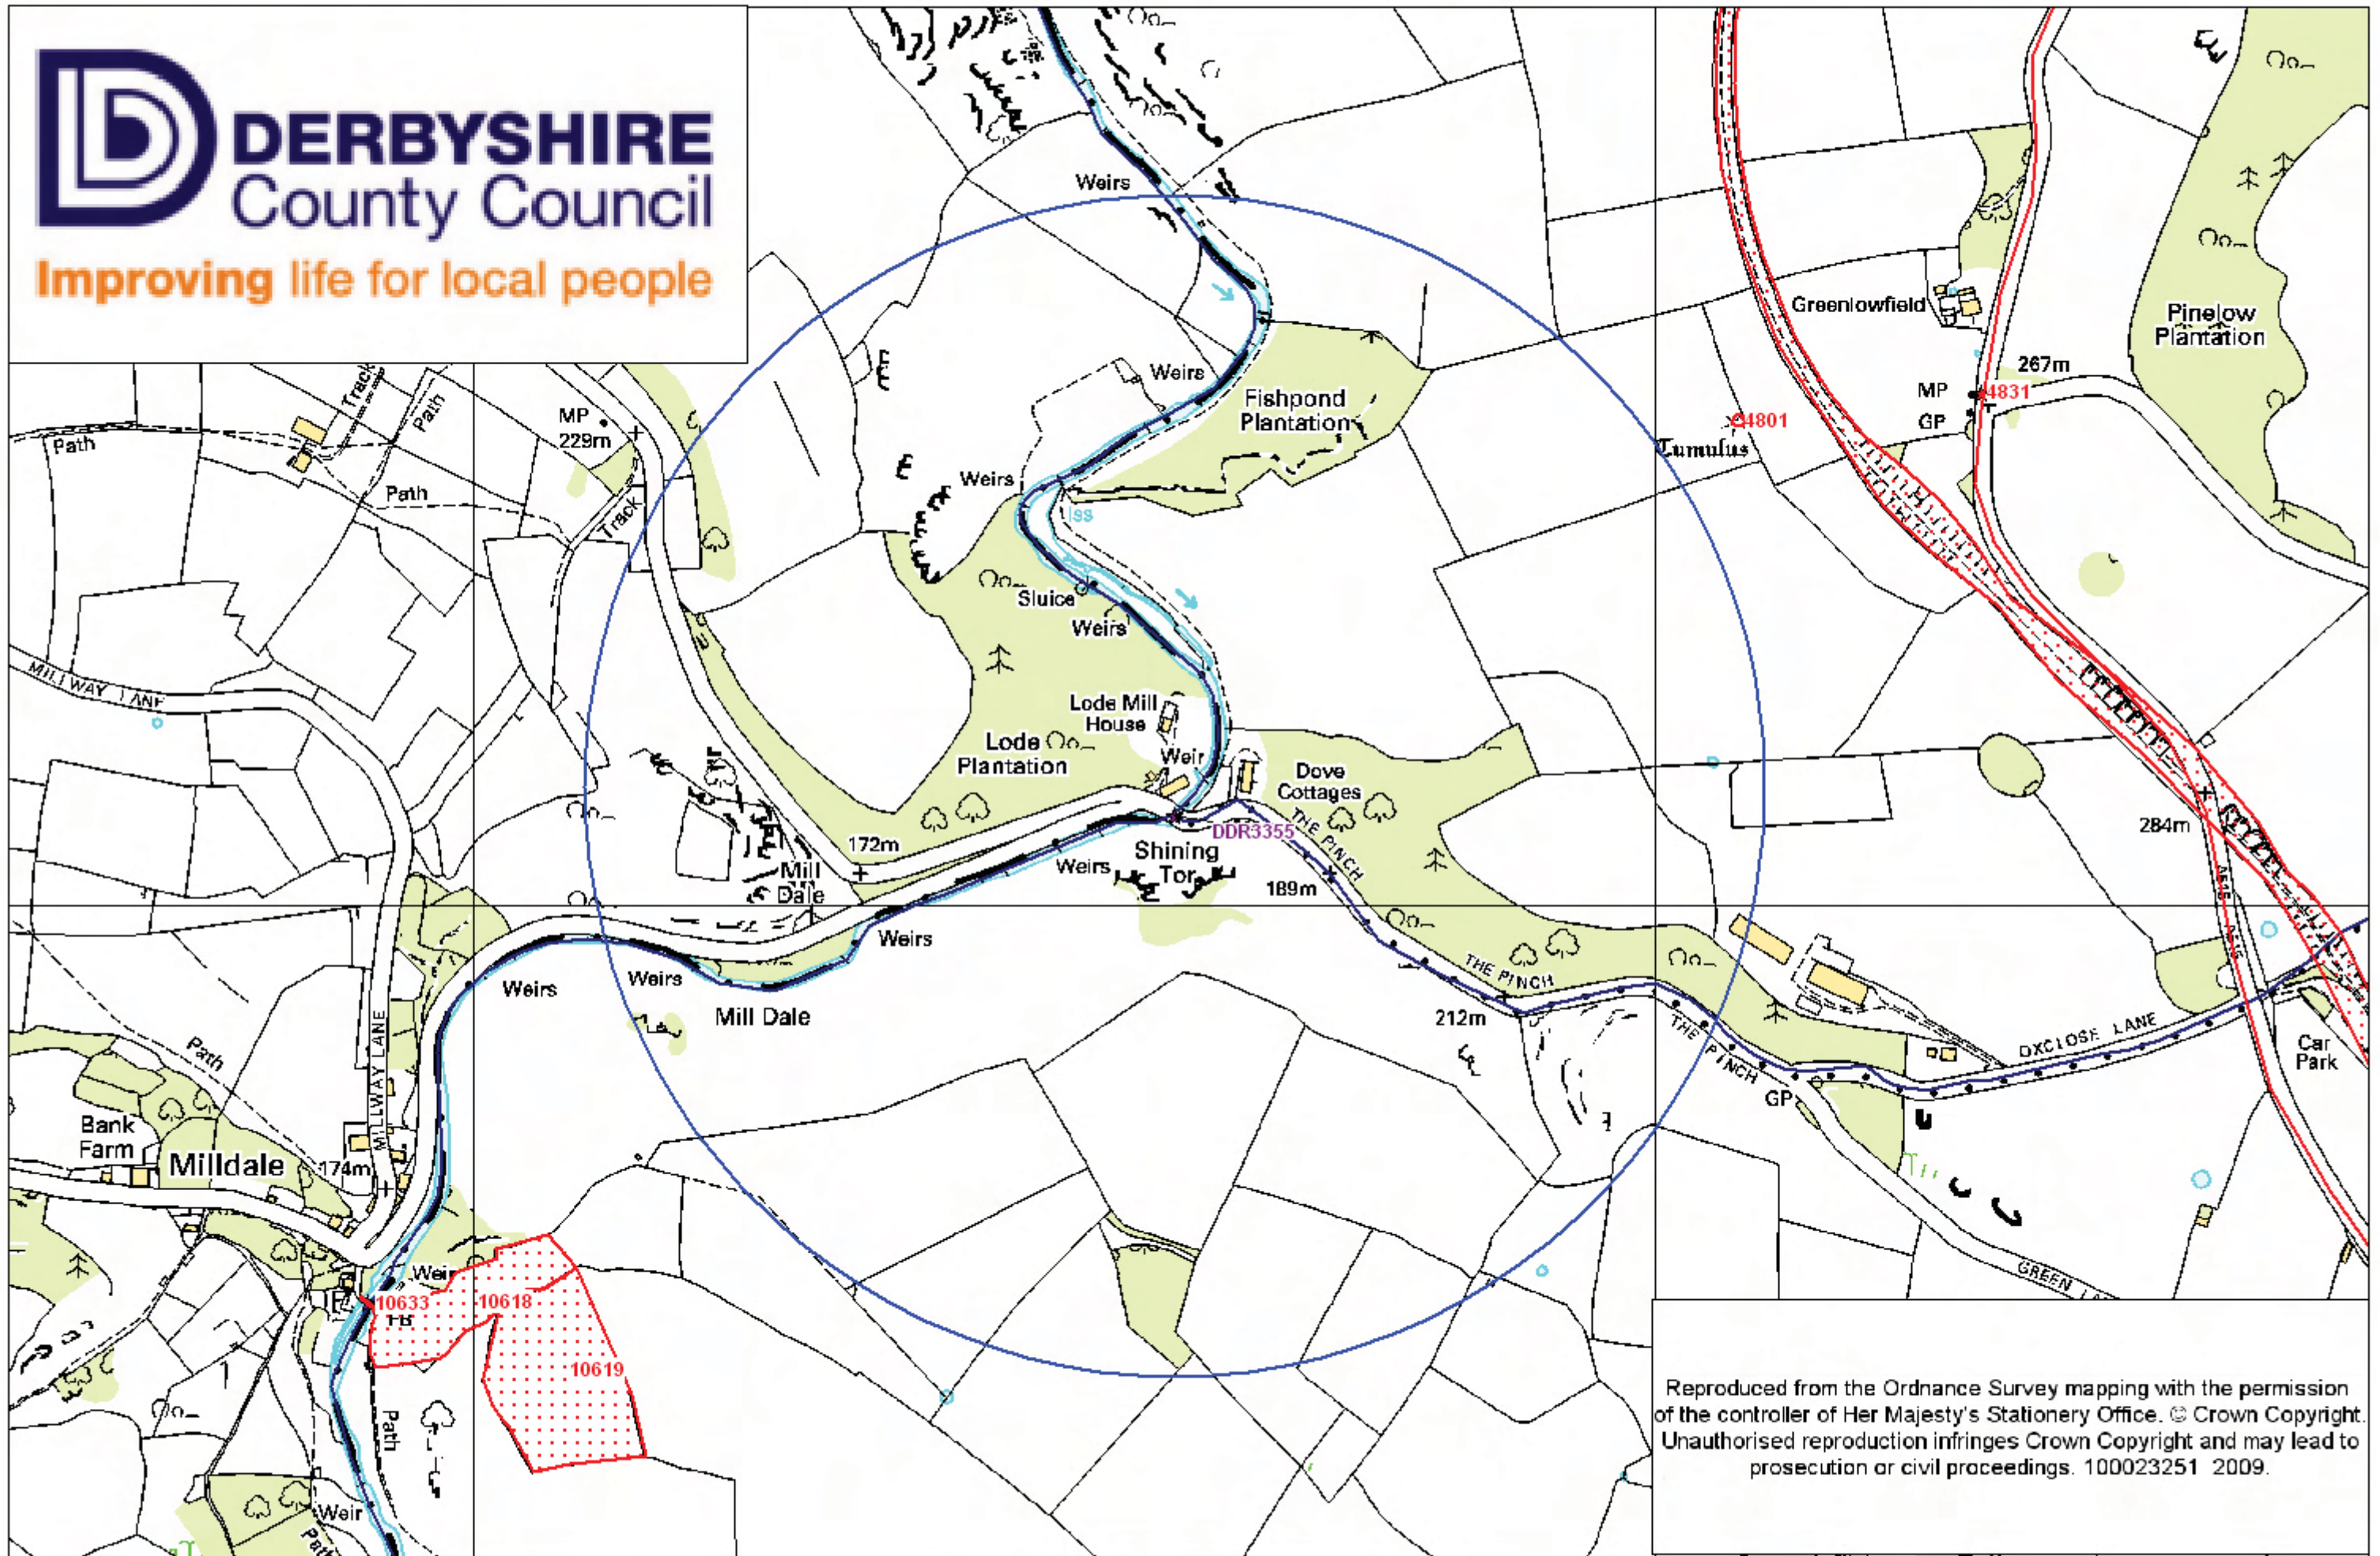 DERBYSHIRE
County Council
Improving life for local people
Weirs
Greenlowfield
Pinelow
Plantation
267m
MP
4831
GP
4801
Tumulus
Track
Path
MP
229m
Path
Path
Track
Weirs
Fishpond
Plantation
Weirs
Iss
Sluice
Weirs
MILLWAY LANE
Lode Mill
House
Lode
Plantation
Weir
Dove
Cottages
THE PINCH
DDR3355
172m
Weirs
Shining
Tor
189m
Mill
Dale
284m
A515
A515
Weirs
Weirs
Weirs
Mill Dale
THE PINCH
212m
THE PINCH
GP
OXCLOSE LANE
Car
Park
Path
MILLWAY LANE
Bank
Farm
Milldale
174m
GREEN
Weir
10633
10618
FB
10619
Path
Weir
Path
Reproduced from the Ordnance Survey mapping with the permission
of the controller of Her Majesty's Stationery Office. © Crown Copyright.
Unauthorised reproduction infringes Crown Copyright and may lead to
prosecution or civil proceedings. 100023251 2009.